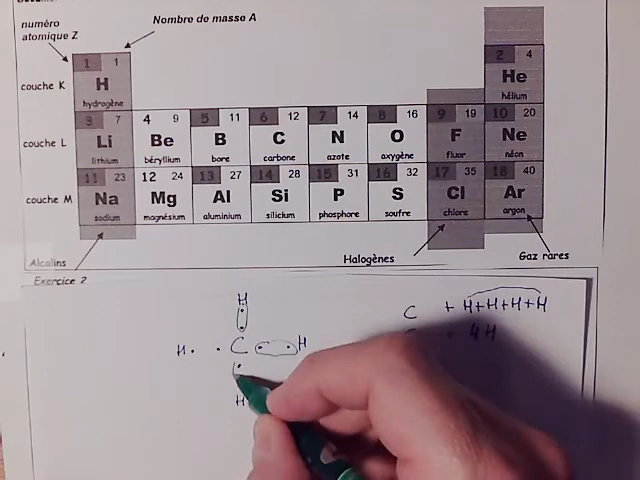 numéro
atomique Z
Nombre de masse A
1 1
2 4
couche K
H
He
hydrogène
hélium
3 7 4 9 5 11 6 12 7 14 8 16 9 19 10 20
couche L
Li Be B C N O F Ne
lithium béryllium bore carbone azote oxygène fluor néon
11 23 12 24 13 27 14 28 15 31 16 32 17 35 18 40
couche M
Na Mg Al Si P S Cl Ar
sodium magnésium aluminium silicium phosphore soufre chlore argon
Alcalins
Halogènes
Gaz rares
Exercice 2
H
C + H+H+H+H
H C H
4H
H